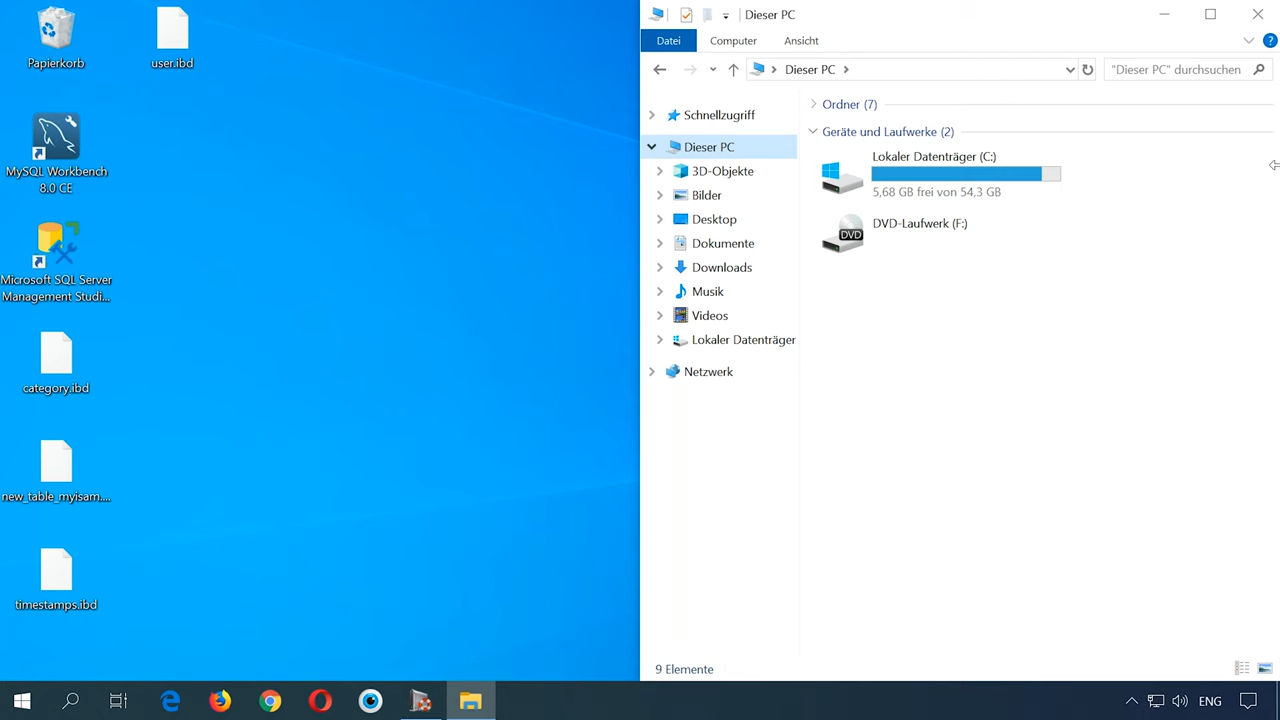 Papierkorb
user.ibd
MySQL Workbench
8.0 CE
Microsoft SQL Server
Management Studi...
category.ibd
new_table_myisam....
timestamps.ibd
Dieser PC
Datei
Computer
Ansicht
Dieser PC
"Dieser PC" durchsuchen
Schnellzugriff
Dieser PC
3D-Objekte
Bilder
Desktop
Dokumente
Downloads
Musik
Videos
Lokaler Datenträger
Netzwerk
Ordner (7)
Geräte und Laufwerke (2)
Lokaler Datenträger (C:)
5,68 GB frei von 54,3 GB
DVD
DVD-Laufwerk (F:)
9 Elemente
ENG